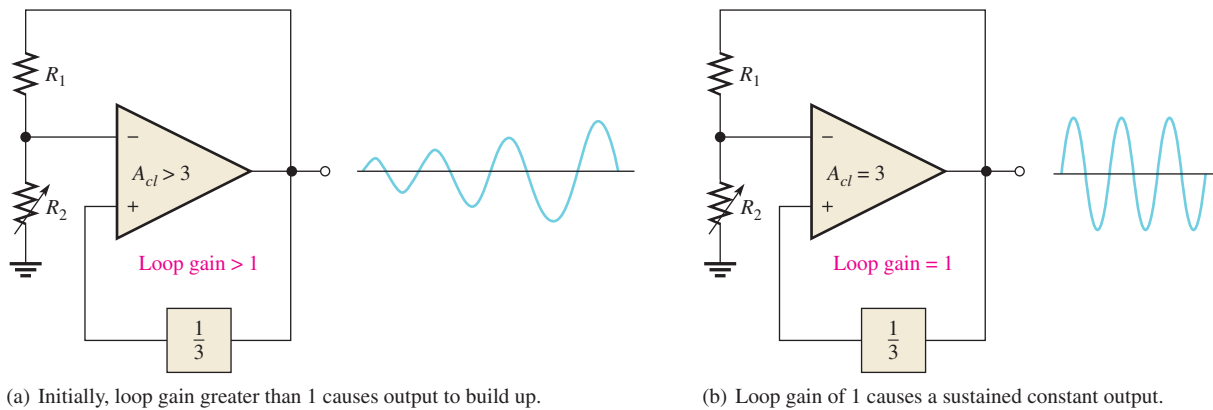 R1
−
Acl > 3
R2
+
Loop gain > 1
1
3
(a) Initially, loop gain greater than 1 causes output to build up.
R1
−
Acl = 3
R2
+
Loop gain = 1
1
3
(b) Loop gain of 1 causes a sustained constant output.